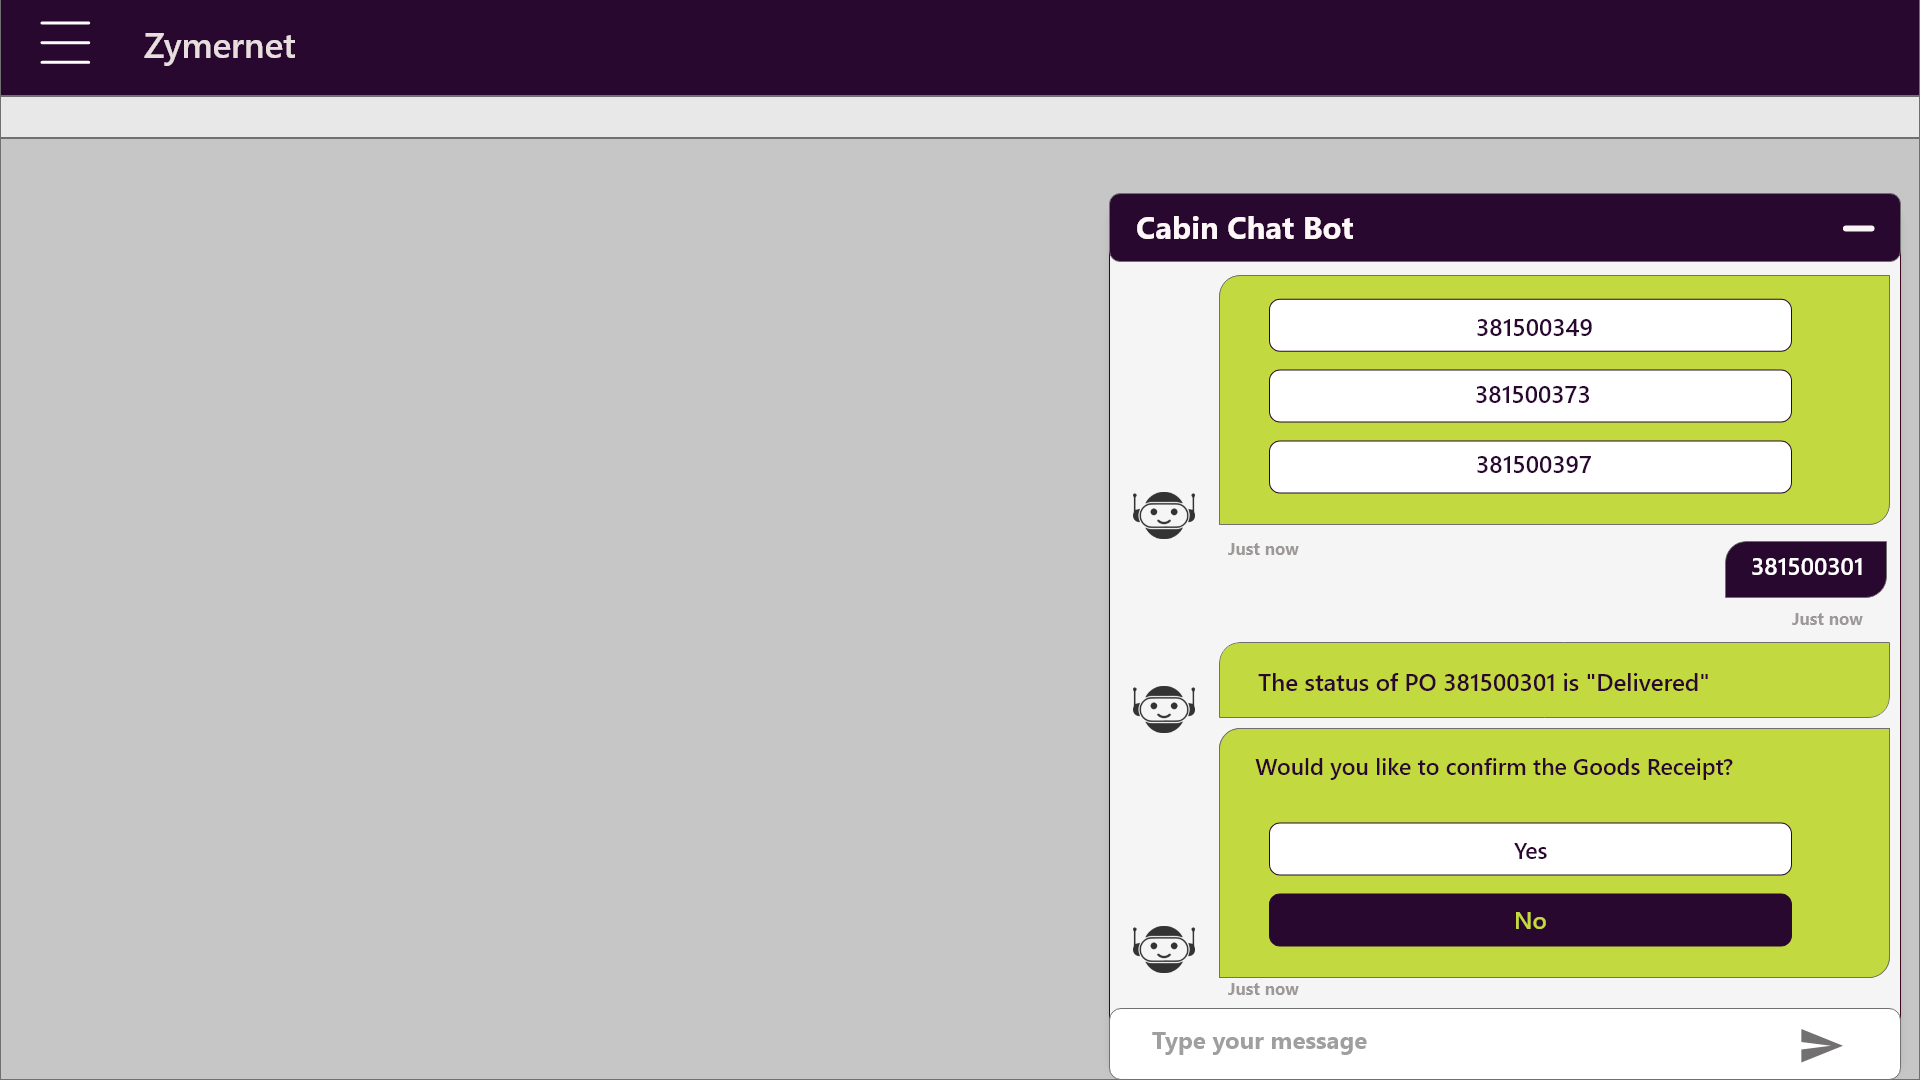 Zymernet
Cabin Chat Bot
381500349
381500373
381500397
Just now
381500301
Just now
The status of PO 381500301 is "Delivered"
Would you like to confirm the Goods Receipt?
Yes
No
Just now
Type your message